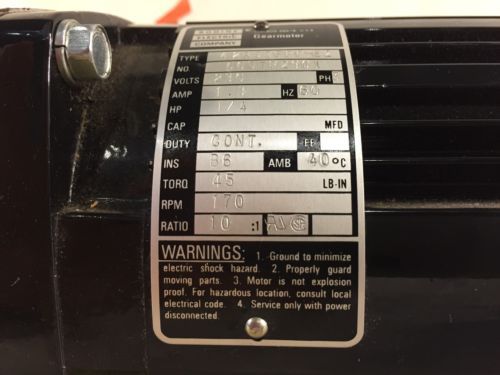 BODINE
ELECTRIC Gearmotor
COMPANY
TYPE
NO.
VOLTS 230 PH
AMP HZ 60
HP 1/4
CAP MFD
DUTY CONT.
INS B6 AMB 40°C
TORQ 45 LB-IN
RPM 170
RATIO 10 :1
WARNINGS: 1. Ground to minimize
electric shock hazard. 2. Properly guard
moving parts. 3. Motor is not explosion
proof. For hazardous location, consult local
electrical code. 4. Service only with power
disconnected.